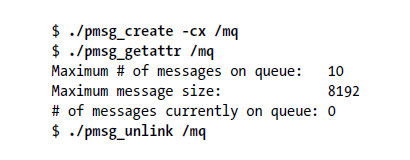 $ ./pmsg_create -cx /mq
$ ./pmsg_getattr /mq
Maximum # of messages on queue:   10
Maximum message size:             8192
# of messages currently on queue: 0
$ ./pmsg_unlink /mq